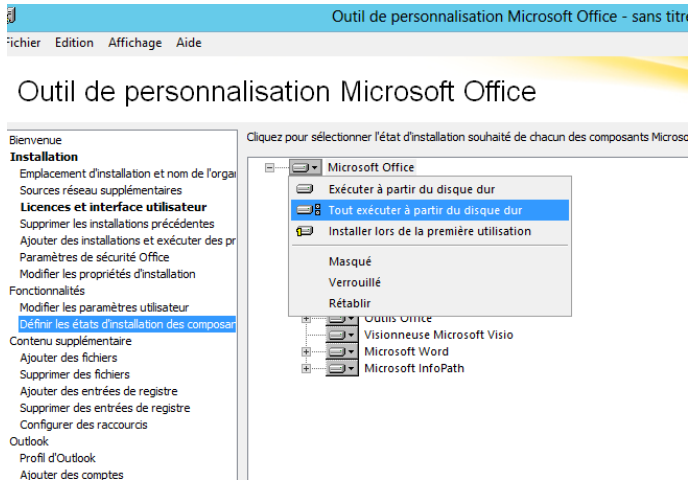 Outil de personnalisation Microsoft Office - sans titre
Fichier Edition Affichage Aide
Outil de personnalisation Microsoft Office
Bienvenue
Installation
Emplacement d'installation et nom de l'organ
Sources réseau supplémentaires
Licences et interface utilisateur
Supprimer les installations précédentes
Ajouter des installations et exécuter des pr
Paramètres de sécurité Office
Modifier les propriétés d'installation
Fonctionnalités
Modifier les paramètres utilisateur
Définir les états d'installation des composan
Contenu supplémentaire
Ajouter des fichiers
Supprimer des fichiers
Ajouter des entrées de registre
Supprimer des entrées de registre
Configurer des raccourcis
Outlook
Profil d'Outlook
Ajouter des comptes
Cliquez pour sélectionner l'état d'installation souhaité de chacun des composants Microso
Microsoft Office
Exécuter à partir du disque dur
Tout exécuter à partir du disque dur
Installer lors de la première utilisation
Masqué
Verrouillé
Rétablir
Outils Office
Visionneuse Microsoft Visio
Microsoft Word
Microsoft InfoPath